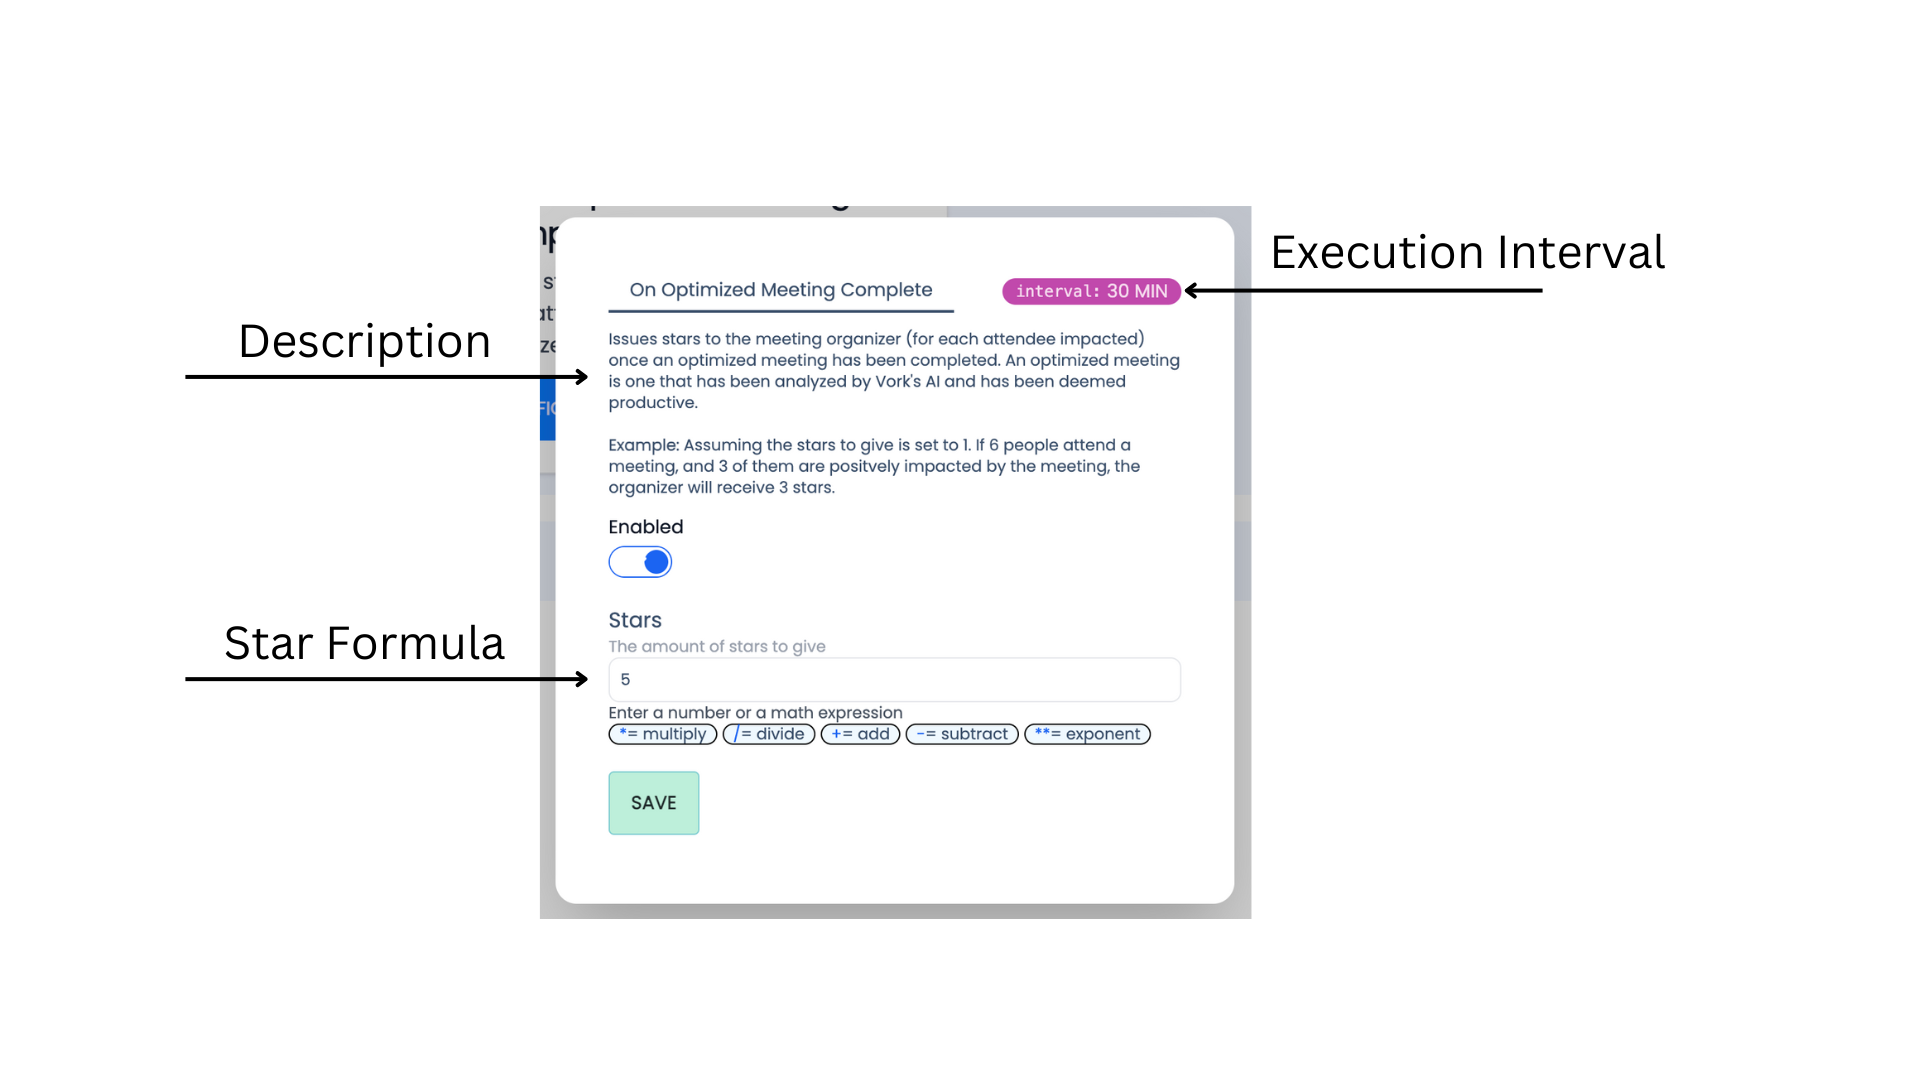 Execution Interval
On Optimized Meeting Complete
interval: 30 MIN
Description
Issues stars to the meeting organizer (for each attendee impacted)
once an optimized meeting has been completed. An optimized meeting
is one that has been analyzed by Vork's AI and has been deemed
productive.
Example: Assuming the stars to give is set to 1. If 6 people attend a
meeting, and 3 of them are positvely impacted by the meeting, the
organizer will receive 3 stars.
Enabled
Star Formula
Stars
The amount of stars to give
5
Enter a number or a math expression
*= multiply /= divide += add -= subtract **= exponent
SAVE